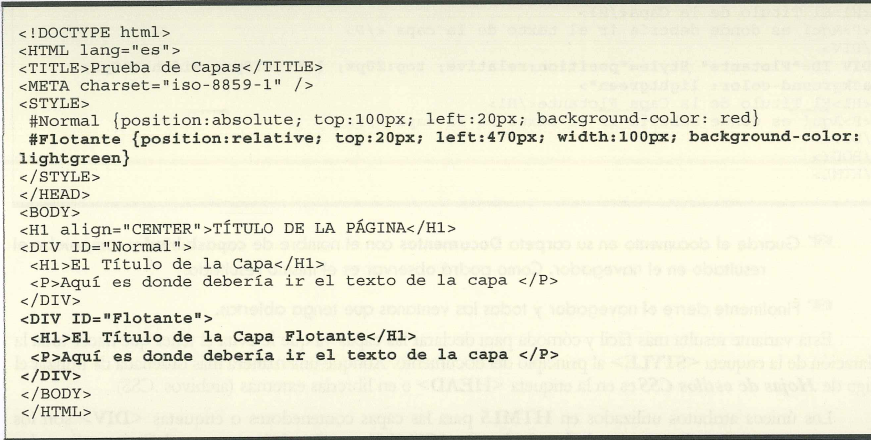 <!DOCTYPE html>
<HTML lang="es">
<TITLE>Prueba de Capas</TITLE>
<META charset="iso-8859-1" />
<STYLE>
#Normal {position:absolute; top:100px; left:20px; background-color: red}
#Flotante {position:relative; top:20px; left:470px; width:100px; background-color:
lightgreen}
</STYLE>
</HEAD>
<BODY>
<H1 align="CENTER">TÍTULO DE LA PÁGINA</H1>
<DIV ID="Normal">
<H1>El Título de la Capa</H1>
<P>Aquí es donde debería ir el texto de la capa </P>
</DIV>
<DIV ID="Flotante">
<H1>El Título de la Capa Flotante</H1>
<P>Aquí es donde debería ir el texto de la capa </P>
</DIV>
</BODY>
</HTML>